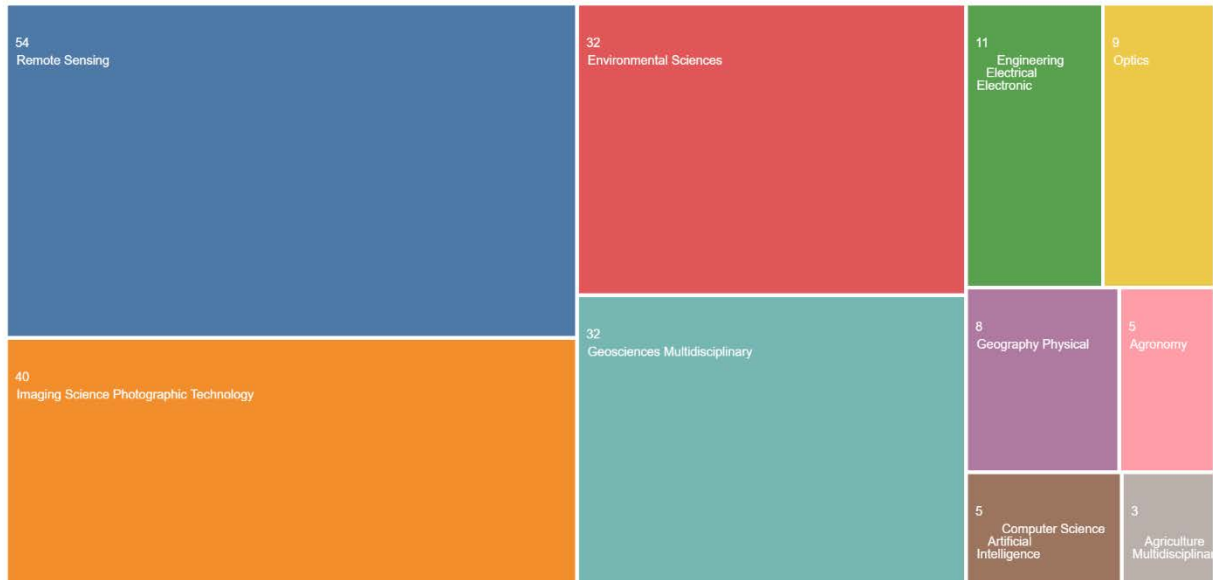 54
Remote Sensing
32
Environmental Sciences
11
Engineering
Electrical
Electronic
9
Optics
40
Imaging Science Photographic Technology
32
Geosciences Multidisciplinary
8
Geography Physical
5
Agronomy
5
Computer Science
Artificial
Intelligence
3
Agriculture
Multidisciplinar